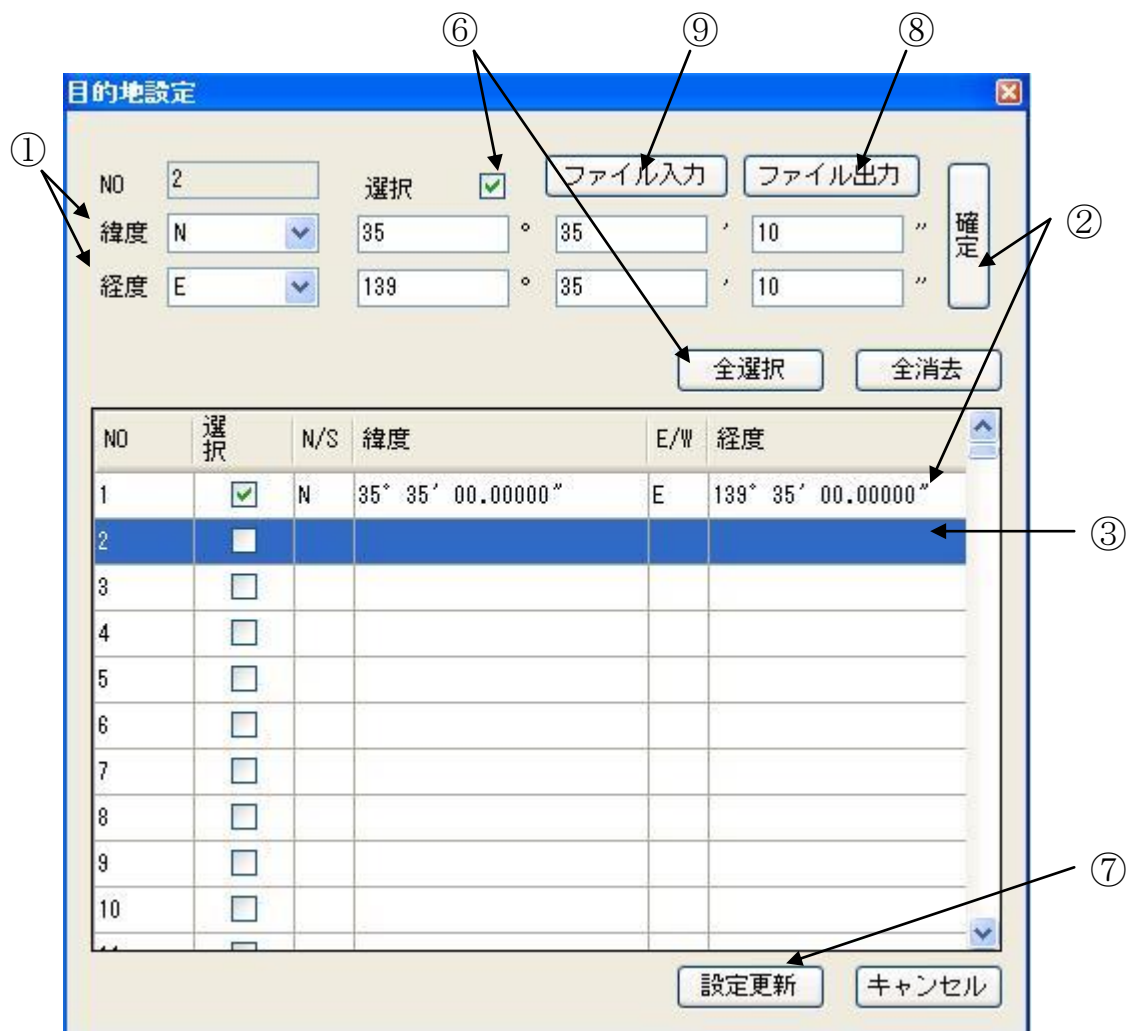 ⑥ ⑨ ⑧
目的地設定
①
NO 2 選択 ファイル入力 ファイル出力
緯度 N 35 ° 35 ′ 10 ″ 確定 ②
経度 E 139 ° 35 ′ 10 ″
全選択 全消去
NO 選択 N/S 緯度 E/W 経度
1 N 35° 35′ 00.00000″ E 139° 35′ 00.00000″
2 ③
3
4
5
6
7
8
9 ⑦
10
設定更新 キャンセル